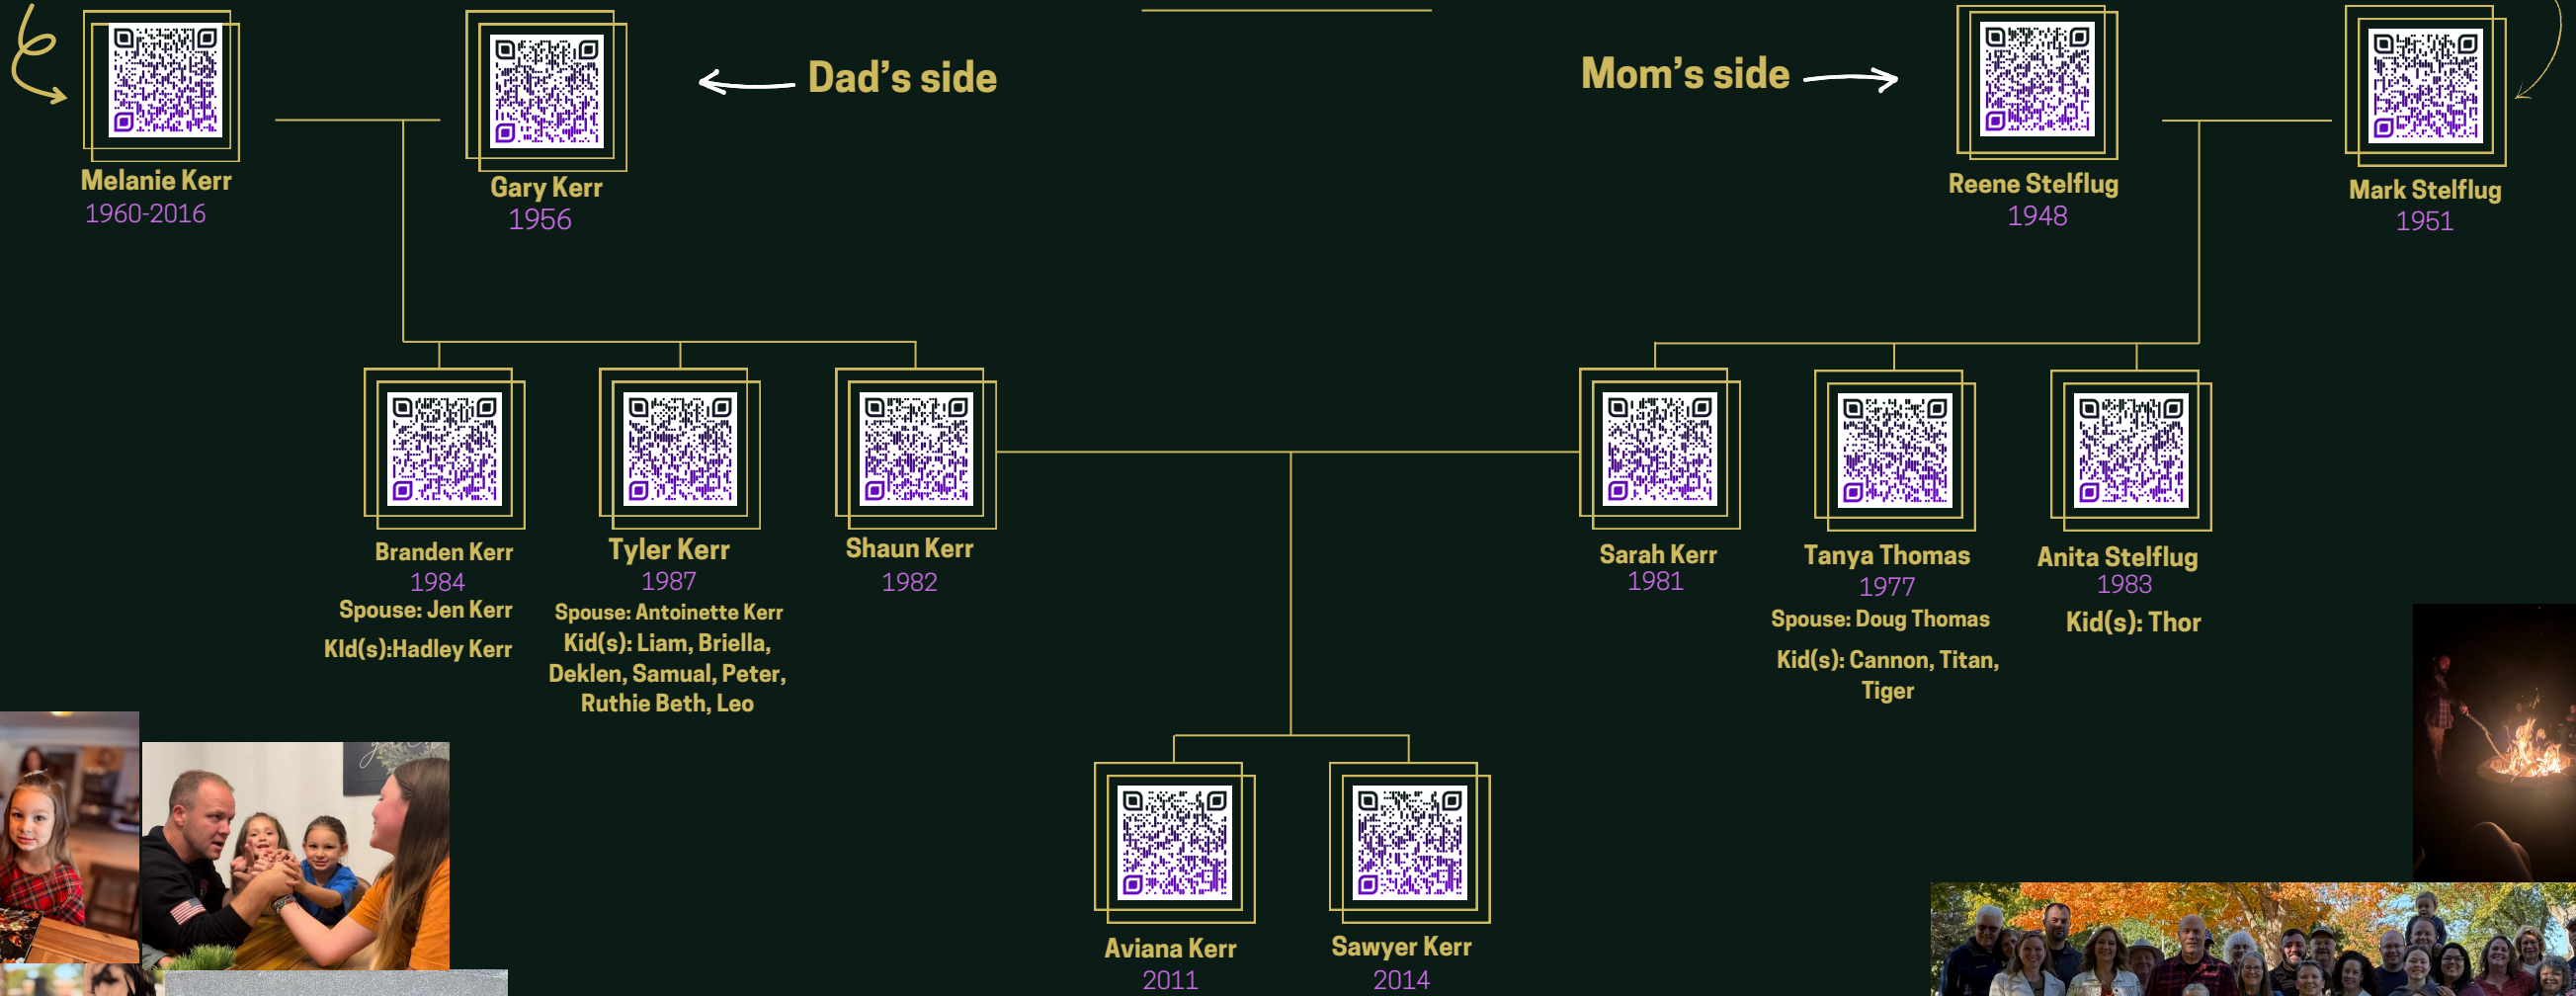 Dad's side
Mom's side
Melanie Kerr
1960-2016
Gary Kerr
1956
Reene Stelflug
1948
Mark Stelflug
1951
Branden Kerr
1984
Spouse: Jen Kerr
KId(s):Hadley Kerr
Tyler Kerr
1987
Spouse: Antoinette Kerr
Kid(s): Liam, Briella,
Deklen, Samual, Peter,
Ruthie Beth, Leo
Shaun Kerr
1982
Sarah Kerr
1981
Tanya Thomas
1977
Spouse: Doug Thomas
Kid(s): Cannon, Titan,
Tiger
Anita Stelflug
1983
Kid(s): Thor
Aviana Kerr
2011
Sawyer Kerr
2014